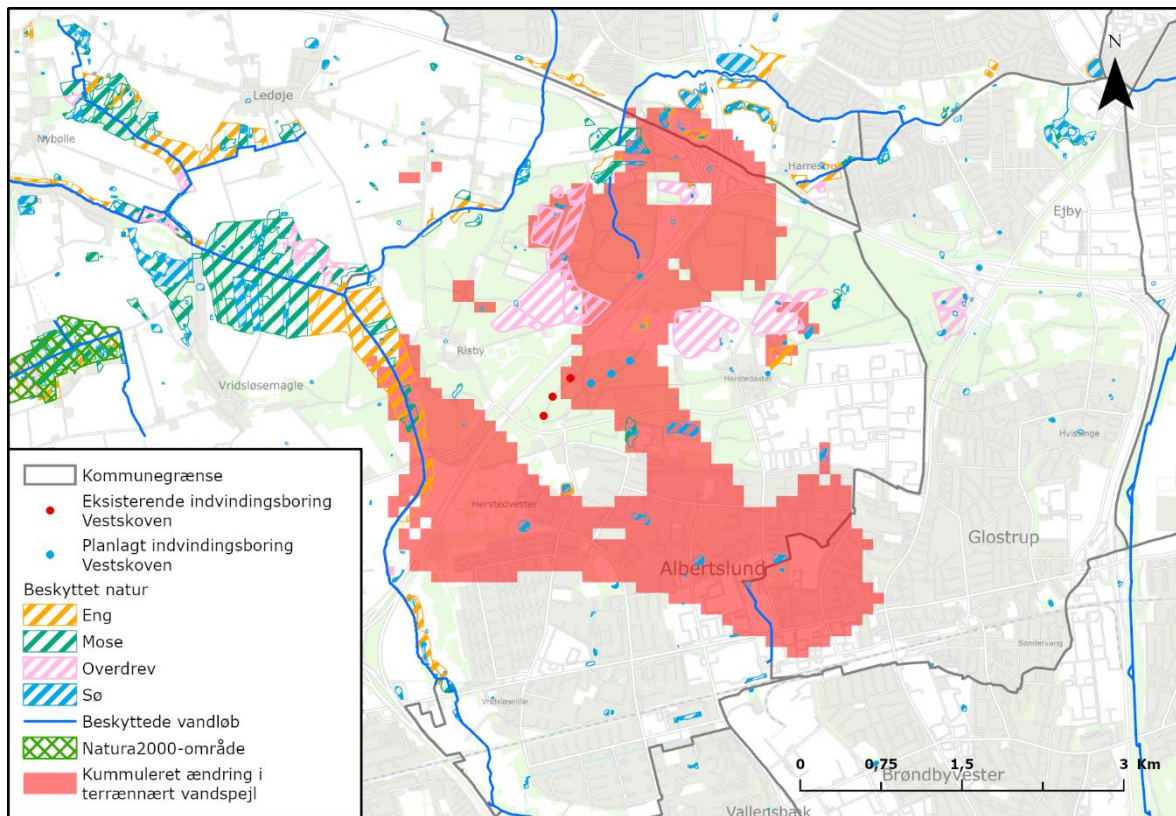 N
Ledøje
Nybølle
Harrestrup
Ejby
Risby
Vridsløsemagle
Herstedøster
Hvissinge
Herstedvester
Glostrup
Albertslund
Søndervang
Vridsløselille
Brøndbyvester
Vallensbæk
Kommunegrænse
Eksisterende indvindingsboring
Vestskoven
Planlagt indvindingsboring
Vestskoven
Beskyttet natur
Eng
Mose
Overdrev
Sø
Beskyttede vandløb
Natura2000-område
Kummuleret ændring i
terrænnært vandspejl
0 0,75 1,5 3 Km